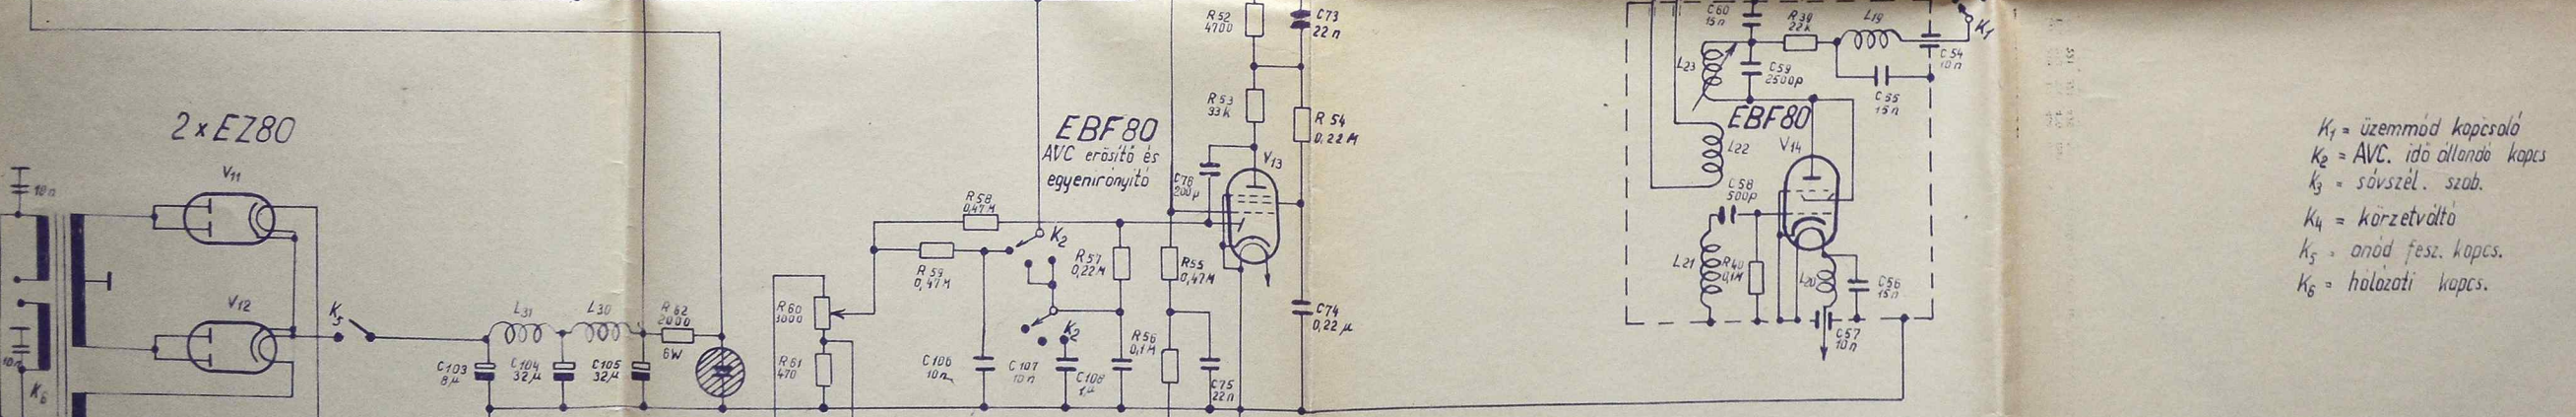 2 x EZ80
V11
10n
V12
10n
K6
K5
L31
L30
R62
2000
6W
C103
8µ
C104
32µ
C105
32µ
R60
1000
R61
470
R58
0,47M
R59
0,47M
K2
K2
C106
10n
C107
10n
C108
1µ
R57
0,22M
EBF80
AVC erősítő és
egyenirányító
R52
4700
C73
22n
R53
33k
R54
0,22M
V13
C78
200p
R55
0,47M
R56
0,1M
C75
22n
C74
0,22µ
C60
15n
R39
22k
L19
K1
C54
10n
L23
C59
2500p
C55
15n
EBF80
V14
L22
C58
500p
L21
R40
0,1M
L20
C56
15n
C57
10n
K1 = üzemmód kapcsoló
K2 = AVC. idő állandó kapcs
K3 = sávszél. szab.
K4 = körzetváltó
K5 = anód fesz. kapcs.
K6 = hálózati kapcs.